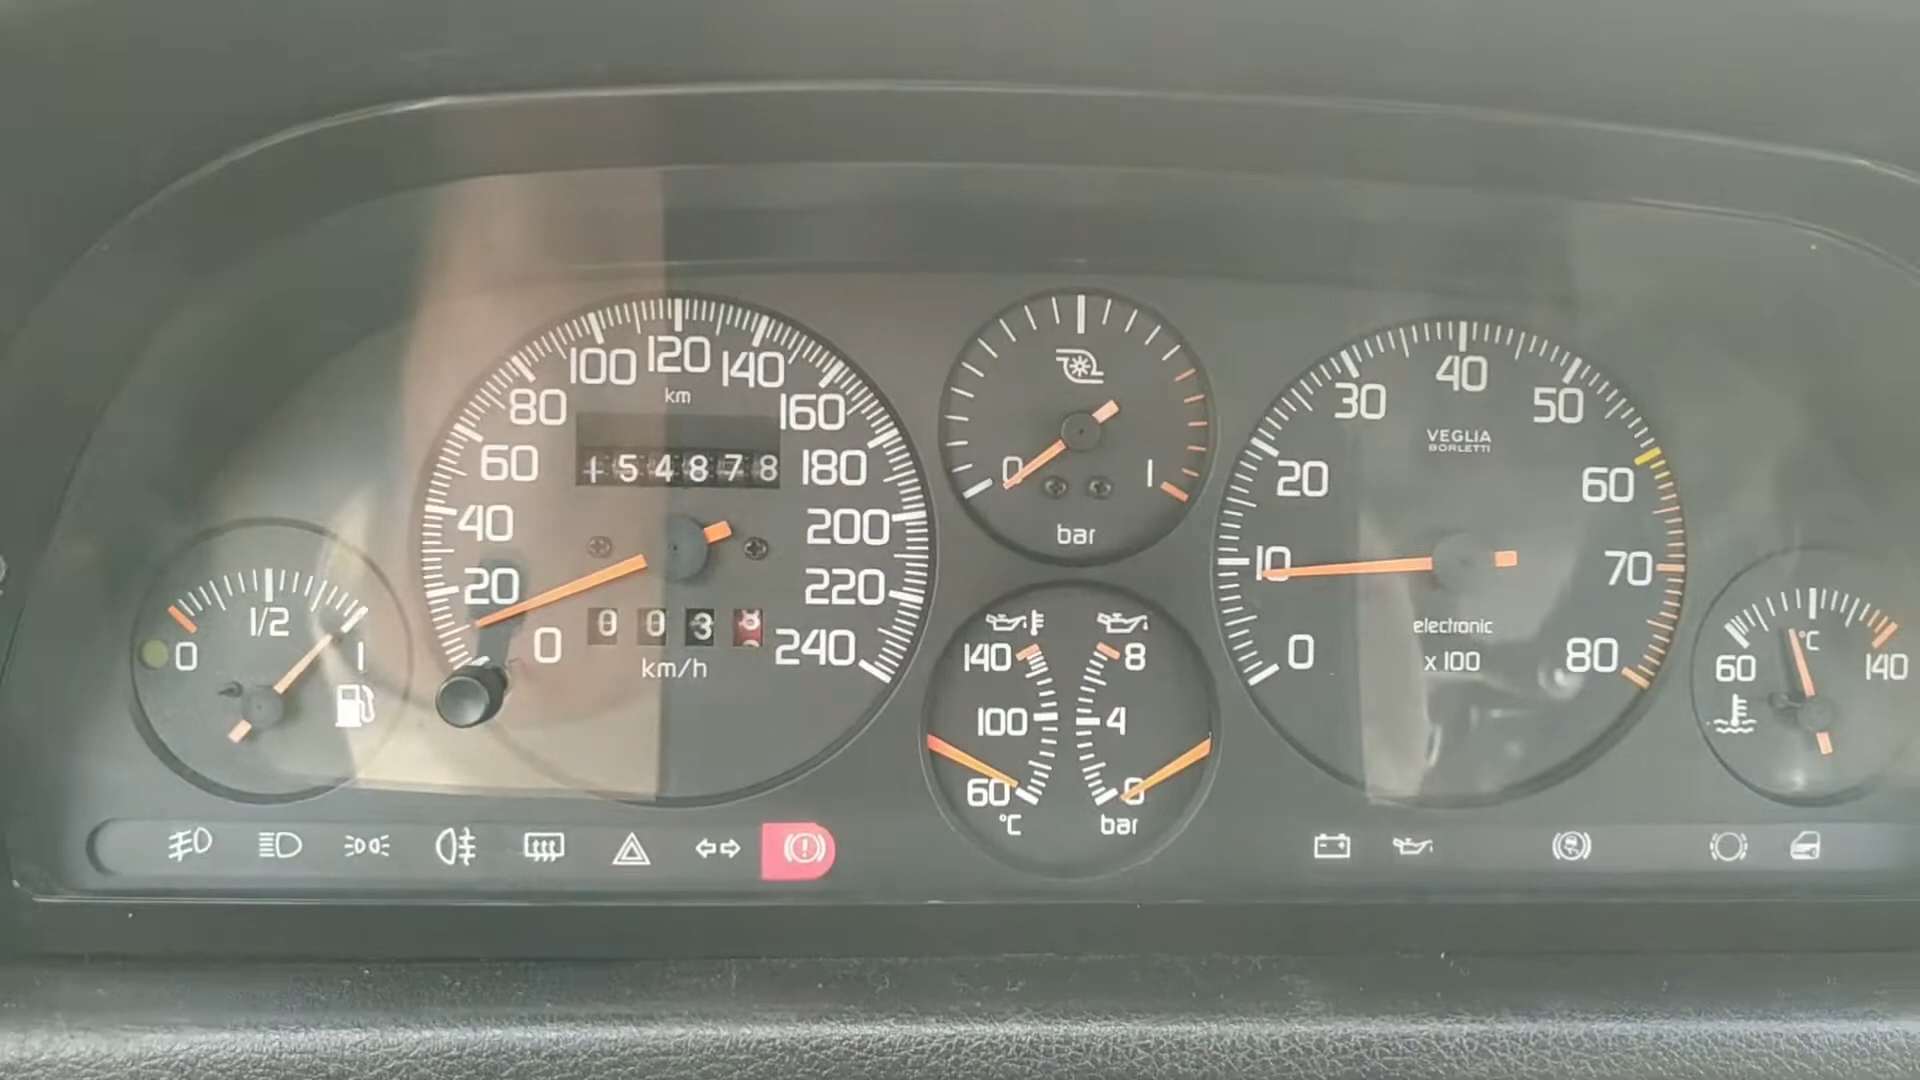 0 1/2 1
0 20 40 60 80 100 120 140 160 180 200 220 240
km
154878
003
km/h
0 1
bar
140 8
100 4
60 0
°C bar
0 10 20 30 40 50 60 70 80
VEGLIA
BORLETTI
electronic
x 100
°C
60 140